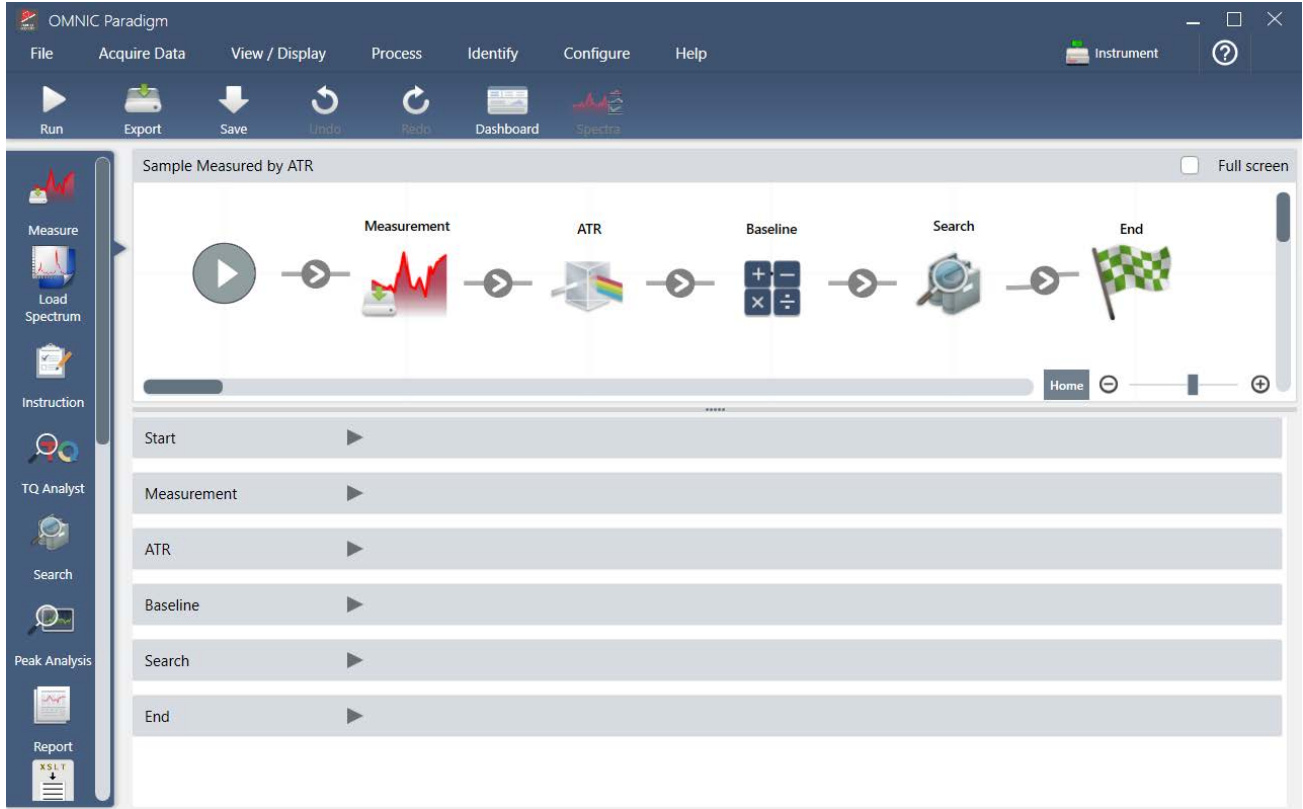 OMNIC Paradigm
File Acquire Data View / Display Process Identify Configure Help Instrument
Run Export Save Undo Redo Dashboard Spectra
Sample Measured by ATR Full screen
Measure
Load
Spectrum
Instruction
TQ Analyst
Search
Peak Analysis
Report
XSLT
Measurement ATR Baseline Search End
Home
Start
Measurement
ATR
Baseline
Search
End